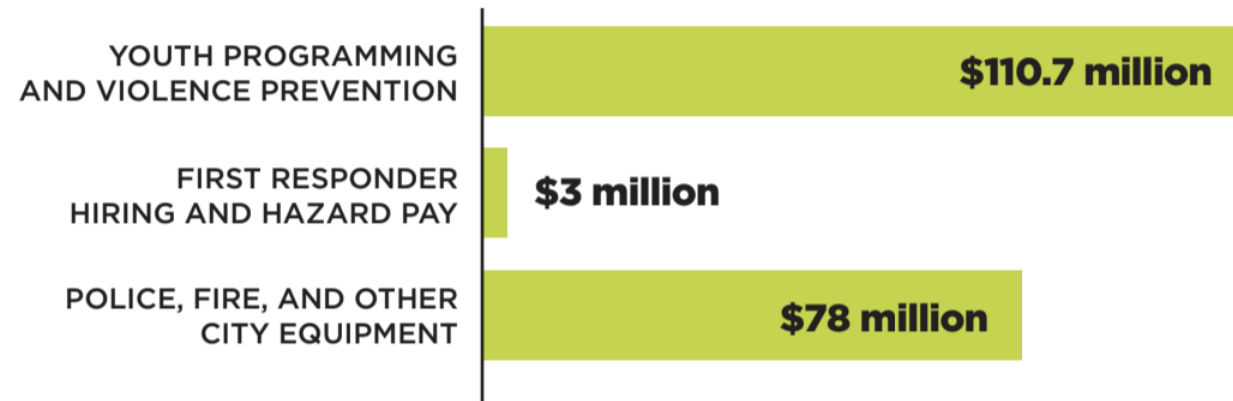 YOUTH PROGRAMMING
AND VIOLENCE PREVENTION
$110.7 million
FIRST RESPONDER
HIRING AND HAZARD PAY
$3 million
POLICE, FIRE, AND OTHER
CITY EQUIPMENT
$78 million